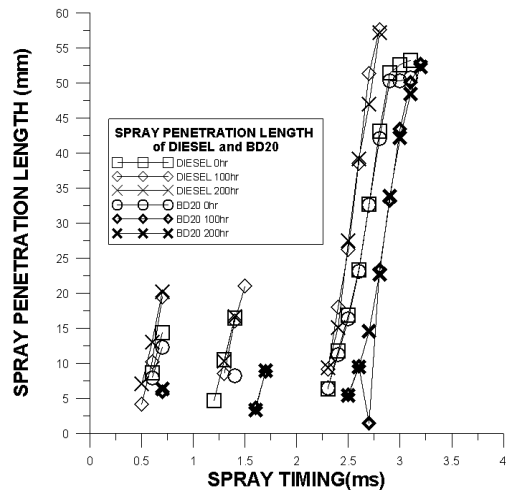 SPRAY PENETRATION LENGTH (mm)
60
55
50
45
40
35
30
25
20
15
10
5
0
SPRAY PENETRATION LENGTH
of DIESEL and BD20
DIESEL 0hr
DIESEL 100hr
DIESEL 200hr
BD20 0hr
BD20 100hr
BD20 200hr
0 0.5 1 1.5 2 2.5 3 3.5 4
SPRAY TIMING(ms)